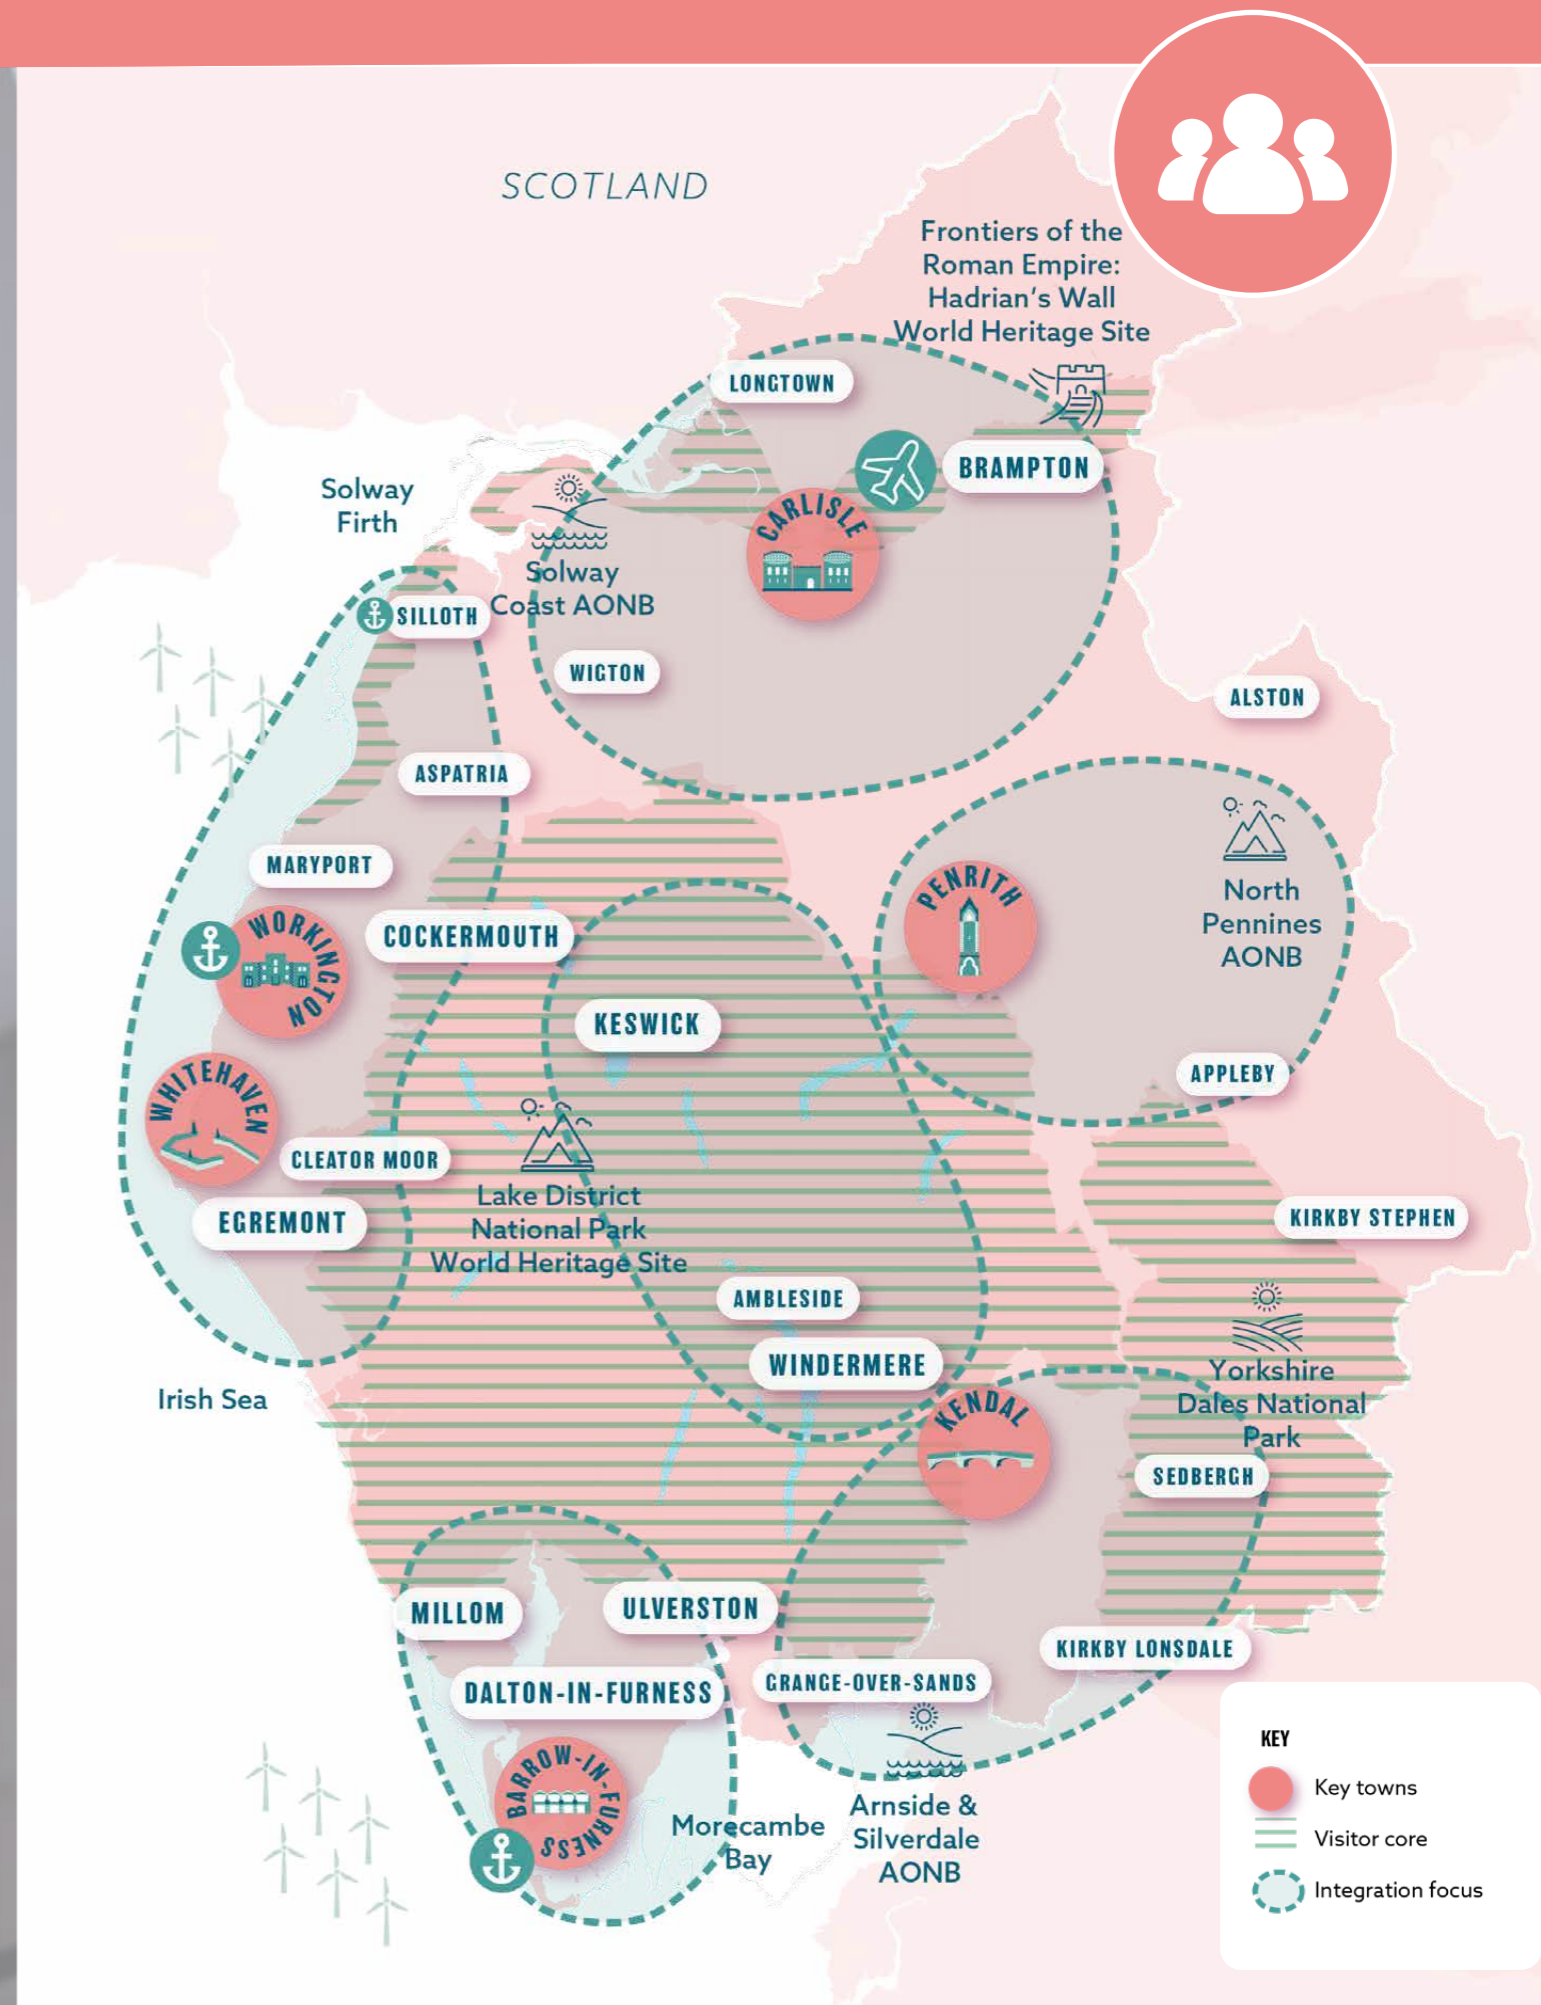 SCOTLAND
Frontiers of the
Roman Empire:
Hadrian's Wall
World Heritage Site
LONGTOWN
BRAMPTON
CARLISLE
Solway
Firth
Solway
Coast AONB
SILLOTH
WIGTON
ALSTON
ASPATRIA
MARYPORT
PENRITH
North
Pennines
AONB
WORKINGTON
COCKERMOUTH
KESWICK
APPLEBY
WHITEHAVEN
CLEATOR MOOR
EGREMONT
Lake District
National Park
World Heritage Site
KIRKBY STEPHEN
AMBLESIDE
WINDERMERE
Irish Sea
Yorkshire
Dales National
Park
KENDAL
SEDBERGH
MILLOM
ULVERSTON
KIRKBY LONSDALE
DALTON-IN-FURNESS
GRANGE-OVER-SANDS
BARROW-IN-FURNESS
Morecambe
Bay
Arnside &
Silverdale
AONB
KEY
Key towns
Visitor core
Integration focus